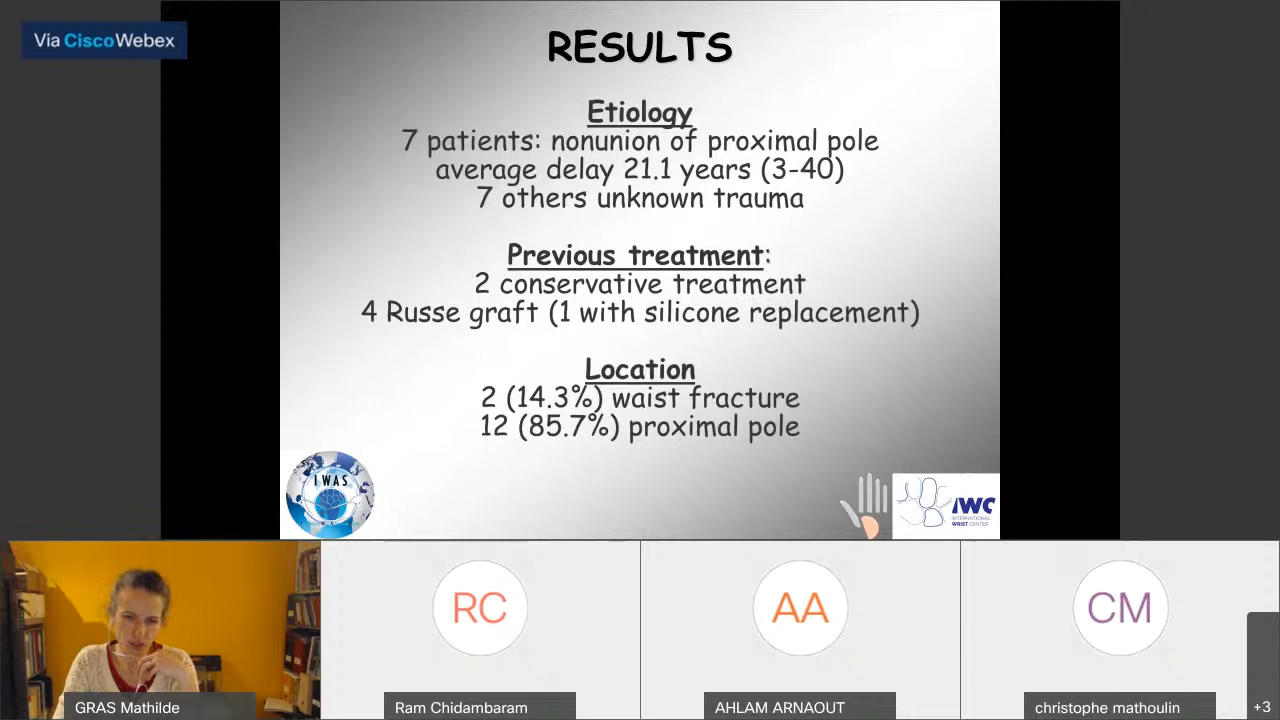 Via CiscoWebex
RESULTS
Etiology
7 patients: nonunion of proximal pole
average delay 21.1 years (3-40)
7 others unknown trauma
Previous treatment:
2 conservative treatment
4 Russe graft (1 with silicone replacement)
Location
2 (14.3%) waist fracture
12 (85.7%) proximal pole
IWAS
IWC
INTERNATIONAL
WRIST CENTER
RC
AA
CM
GRAS Mathilde
Ram Chidambaram
AHLAM ARNAOUT
christophe mathoulin
+3